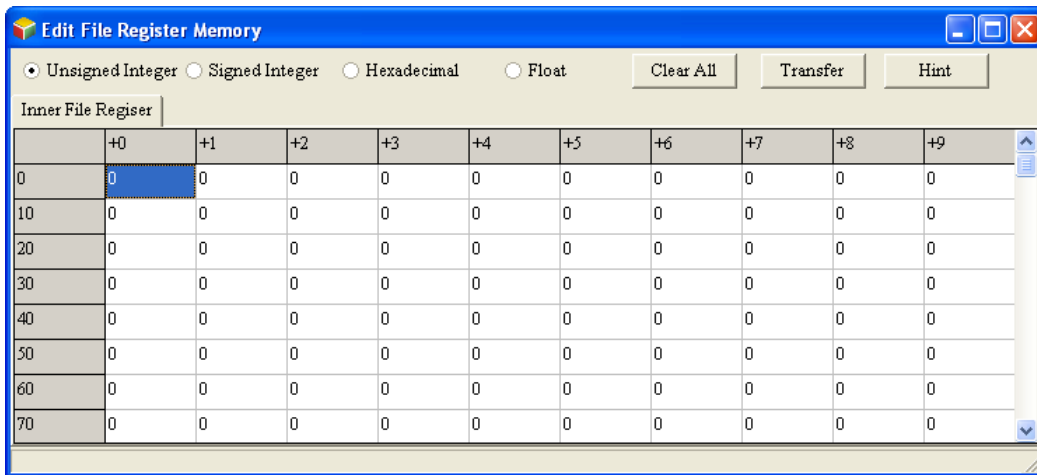 Edit File Register Memory
Unsigned Integer Signed Integer Hexadecimal Float Clear All Transfer Hint
Inner File Regiser
+0 +1 +2 +3 +4 +5 +6 +7 +8 +9
0 0 0 0 0 0 0 0 0 0 0
10 0 0 0 0 0 0 0 0 0 0
20 0 0 0 0 0 0 0 0 0 0
30 0 0 0 0 0 0 0 0 0 0
40 0 0 0 0 0 0 0 0 0 0
50 0 0 0 0 0 0 0 0 0 0
60 0 0 0 0 0 0 0 0 0 0
70 0 0 0 0 0 0 0 0 0 0